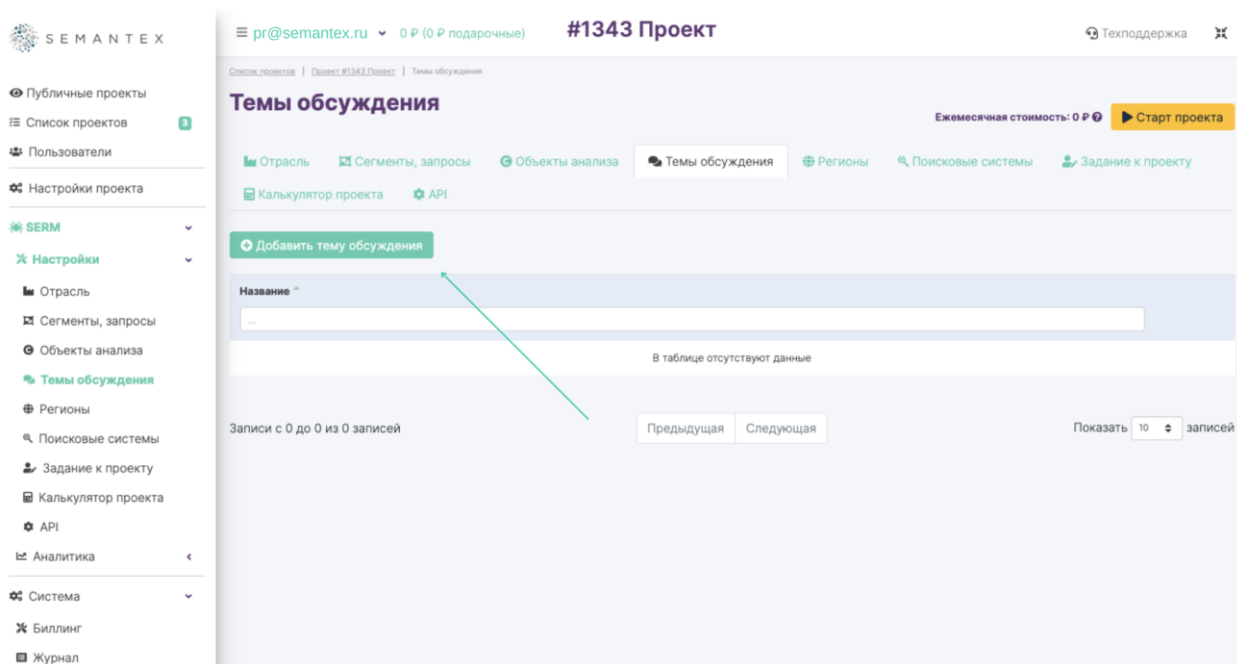 SEMANTEX
pr@semantex.ru 0 ₽ (0 ₽ подарочные)
#1343 Проект
Техподдержка
Публичные проекты
Список проектов 3
Пользователи
Настройки проекта
SERM
Настройки
Отрасль
Сегменты, запросы
Объекты анализа
Темы обсуждения
Регионы
Поисковые системы
Задание к проекту
Калькулятор проекта
API
Аналитика
Система
Биллинг
Журнал
Список проектов | Проект #1343 Проект | Темы обсуждения
Темы обсуждения
Ежемесячная стоимость: 0 ₽
Старт проекта
Отрасль Сегменты, запросы Объекты анализа Темы обсуждения Регионы Поисковые системы Задание к проекту
Калькулятор проекта API
Добавить тему обсуждения
Название
...
В таблице отсутствуют данные
Записи с 0 до 0 из 0 записей
Предыдущая Следующая
Показать 10 записей